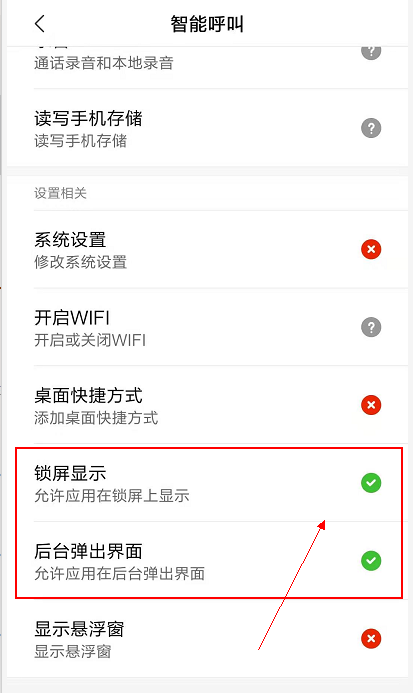 智能呼叫
通话录音和本地录音
读写手机存储
读写手机存储
设置相关
系统设置
修改系统设置
开启WIFI
开启或关闭WIFI
桌面快捷方式
添加桌面快捷方式
锁屏显示
允许应用在锁屏上显示
后台弹出界面
允许应用在后台弹出界面
显示悬浮窗
显示悬浮窗